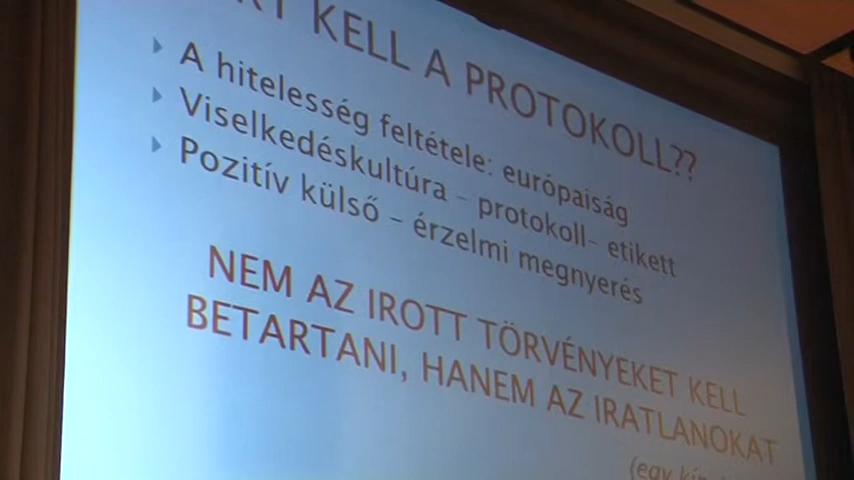 KELL A PROTOKOLL??
A hitelesség feltétele: európaiság
Viselkedéskultúra – protokoll– etikett
Pozitív külső – érzelmi megnyerés
NEM AZ IROTT TÖRVÉNYEKET KELL
BETARTANI, HANEM AZ IRATLANOKAT
(egy